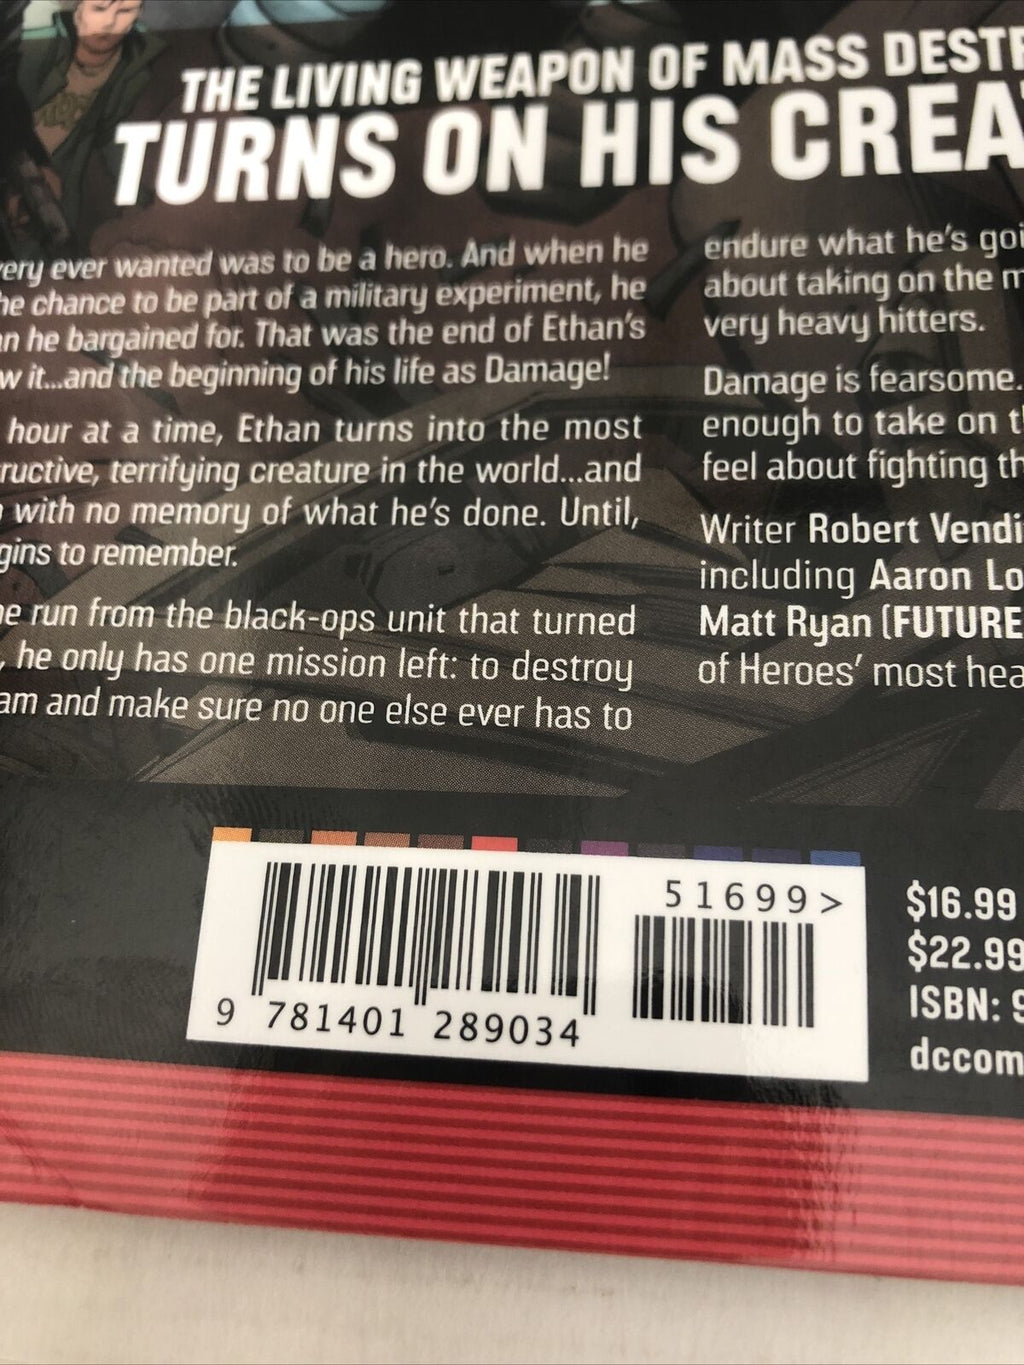 THE LIVING WEAPON OF MASS DESTR
TURNS ON HIS CREA
very ever wanted was to be a hero. And when he
he chance to be part of a military experiment, he
an he bargained for. That was the end of Ethan's
w it...and the beginning of his life as Damage!
hour at a time, Ethan turns into the most
ructive, terrifying creature in the world...and
with no memory of what he's done. Until,
gins to remember.
e run from the black-ops unit that turned
, he only has one mission left: to destroy
am and make sure no one else ever has to
endure what he's goi
about taking on the m
very heavy hitters.
Damage is fearsome.
enough to take on t
feel about fighting th
Writer Robert Vendi
including Aaron Lo
Matt Ryan (FUTURE
of Heroes' most hea
51699>
9 781401 289034
$16.99
$22.99
ISBN: 9
dccom